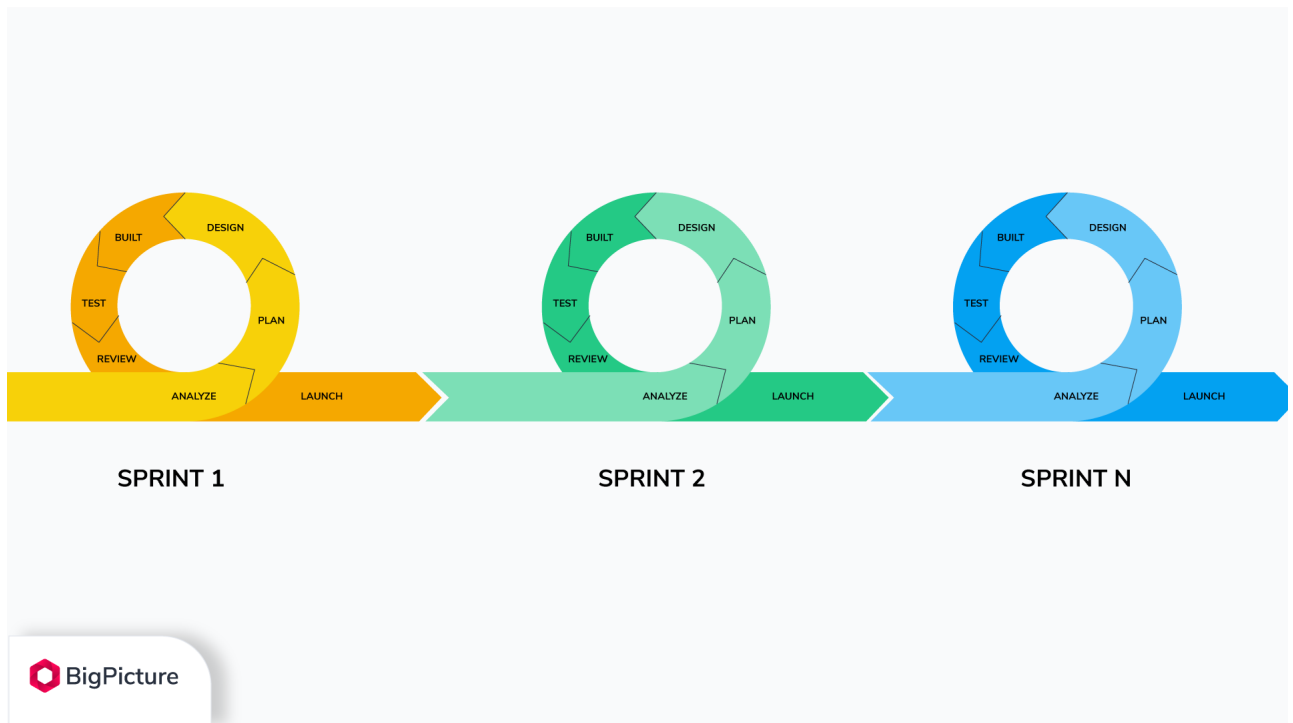 DESIGN
BUILT
PLAN
TEST
REVIEW
ANALYZE
LAUNCH
SPRINT 1
DESIGN
BUILT
PLAN
TEST
REVIEW
ANALYZE
LAUNCH
SPRINT 2
DESIGN
BUILT
PLAN
TEST
REVIEW
ANALYZE
LAUNCH
SPRINT N
BigPicture